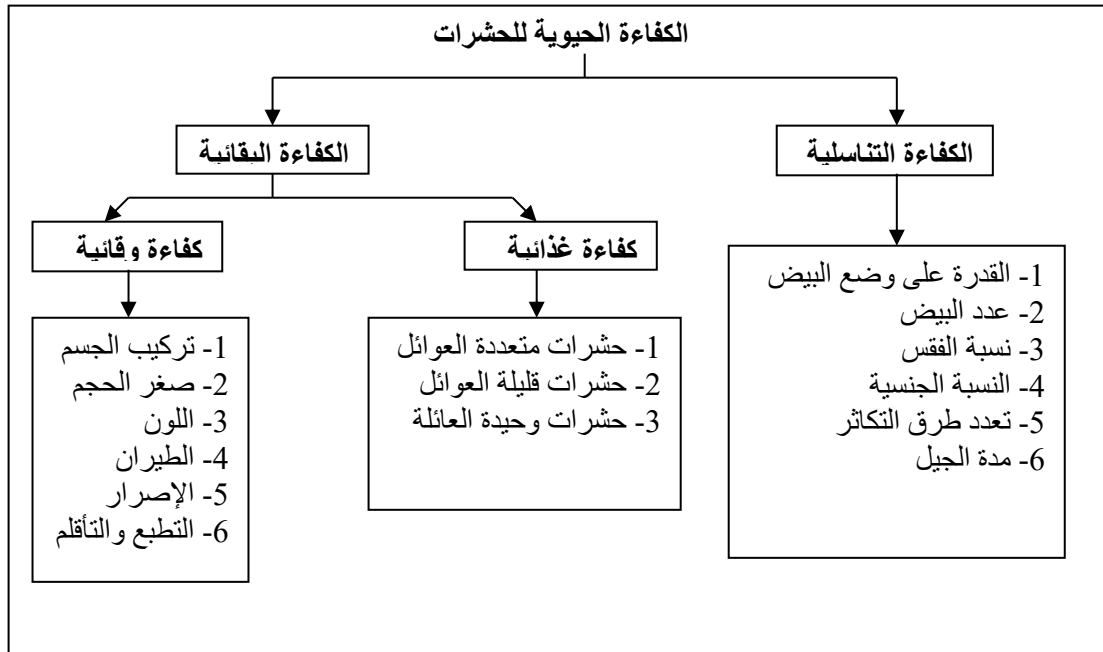 الكفاءة الحيوية للحشرات
الكفاءة التناسلية
الكفاءة البقائية
كفاءة غذائية
كفاءة وقائية
1- القدرة على وضع البيض
2- عدد البيض
3- نسبة الفقس
4- النسبة الجنسية
5- تعدد طرق التكاثر
6- مدة الجيل
1- حشرات متعددة العوائل
2- حشرات قليلة العوائل
3- حشرات وحيدة العائلة
1- تركيب الجسم
2- صغر الحجم
3- اللون
4- الطيران
5- الإصرار
6- التطبع والتأقلم